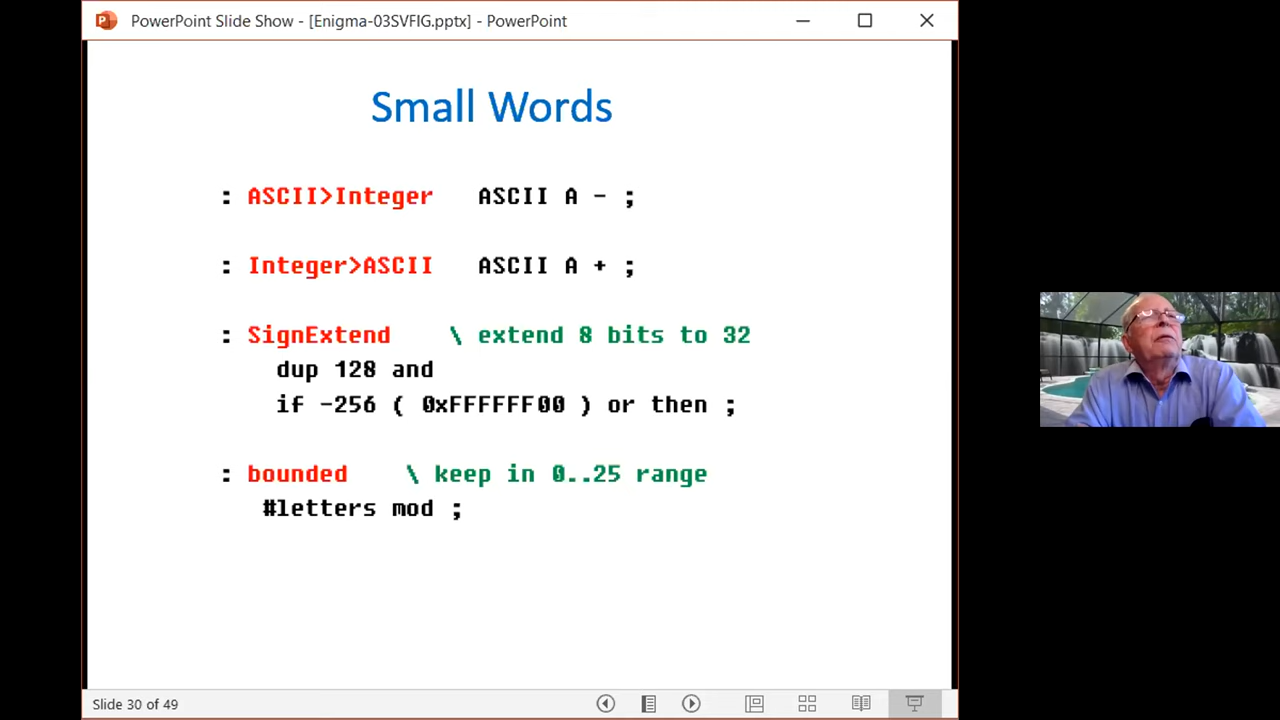 PowerPoint Slide Show - [Enigma-03SVFIG.pptx] - PowerPoint
Small Words
: ASCII>Integer ASCII A - ;
: Integer>ASCII ASCII A + ;
: SignExtend \ extend 8 bits to 32
dup 128 and
if -256 ( 0xFFFFFF00 ) or then ;
: bounded \ keep in 0..25 range
#letters mod ;
Slide 30 of 49